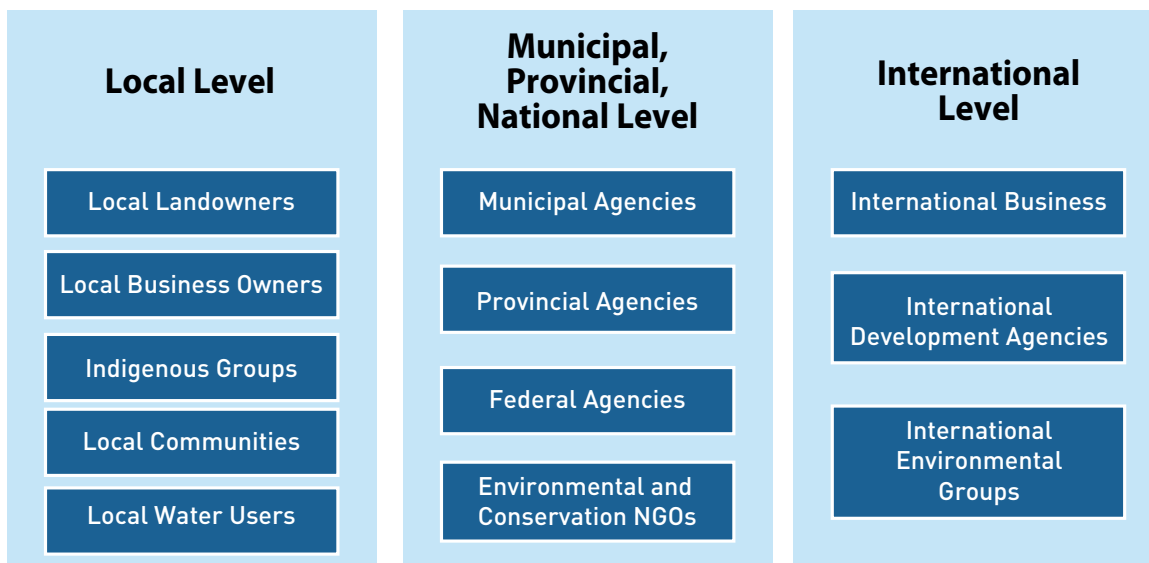 Local Level
Local Landowners
Local Business Owners
Indigenous Groups
Local Communities
Local Water Users
Municipal,
Provincial,
National Level
Municipal Agencies
Provincial Agencies
Federal Agencies
Environmental and
Conservation NGOs
International
Level
International Business
International
Development Agencies
International
Environmental
Groups